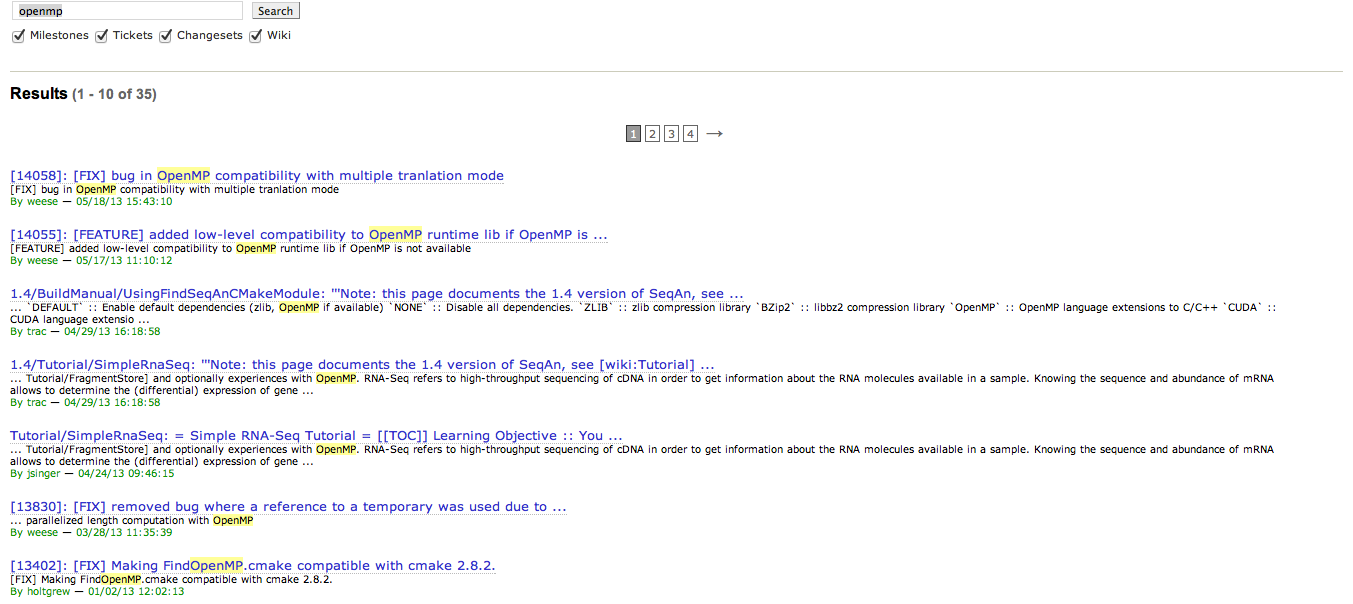 openmp Search
Milestones Tickets Changesets Wiki
Results (1 - 10 of 35)
1 2 3 4 →
[14058]: [FIX] bug in OpenMP compatibility with multiple tranlation mode
[FIX] bug in OpenMP compatibility with multiple tranlation mode
By weese — 05/18/13 15:43:10
[14055]: [FEATURE] added low-level compatibility to OpenMP runtime lib if OpenMP is ...
[FEATURE] added low-level compatibility to OpenMP runtime lib if OpenMP is not available
By weese — 05/17/13 11:10:12
1.4/BuildManual/UsingFindSeqAnCMakeModule: '"Note: this page documents the 1.4 version of SeqAn, see ...
... `DEFAULT` :: Enable default dependencies (zlib, OpenMP if available) `NONE` :: Disable all dependencies. `ZLIB` :: zlib compression library `BZip2` :: libbz2 compression library `OpenMP` :: OpenMP language extensions to C/C++ `CUDA` ::
CUDA language extensio ...
By trac — 04/29/13 16:18:58
1.4/Tutorial/SimpleRnaSeq: '"Note: this page documents the 1.4 version of SeqAn, see [wiki:Tutorial] ...
... Tutorial/FragmentStore] and optionally experiences with OpenMP. RNA-Seq refers to high-throughput sequencing of cDNA in order to get information about the RNA molecules available in a sample. Knowing the sequence and abundance of mRNA
allows to determine the (differential) expression of gene ...
By trac — 04/29/13 16:18:58
Tutorial/SimpleRnaSeq: = Simple RNA-Seq Tutorial = [[TOC]] Learning Objective :: You ...
... Tutorial/FragmentStore] and optionally experiences with OpenMP. RNA-Seq refers to high-throughput sequencing of cDNA in order to get information about the RNA molecules available in a sample. Knowing the sequence and abundance of mRNA
allows to determine the (differential) expression of gene ...
By jsinger — 04/24/13 09:46:15
[13830]: [FIX] removed bug where a reference to a temporary was used due to ...
... parallelized length computation with OpenMP
By weese — 03/28/13 11:35:39
[13402]: [FIX] Making FindOpenMP.cmake compatible with cmake 2.8.2.
[FIX] Making FindOpenMP.cmake compatible with cmake 2.8.2.
By holtgrew — 01/02/13 12:02:13